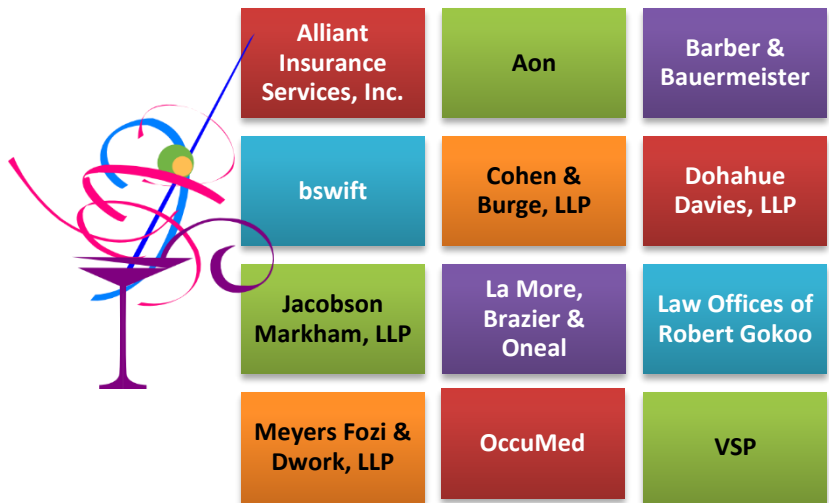 Alliant
Insurance
Services, Inc.
Aon
Barber &
Bauermeister
bswift
Cohen &
Burge, LLP
Dohahue
Davies, LLP
Jacobson
Markham, LLP
La More,
Brazier &
Oneal
Law Offices of
Robert Gokoo
Meyers Fozi &
Dwork, LLP
OccuMed
VSP